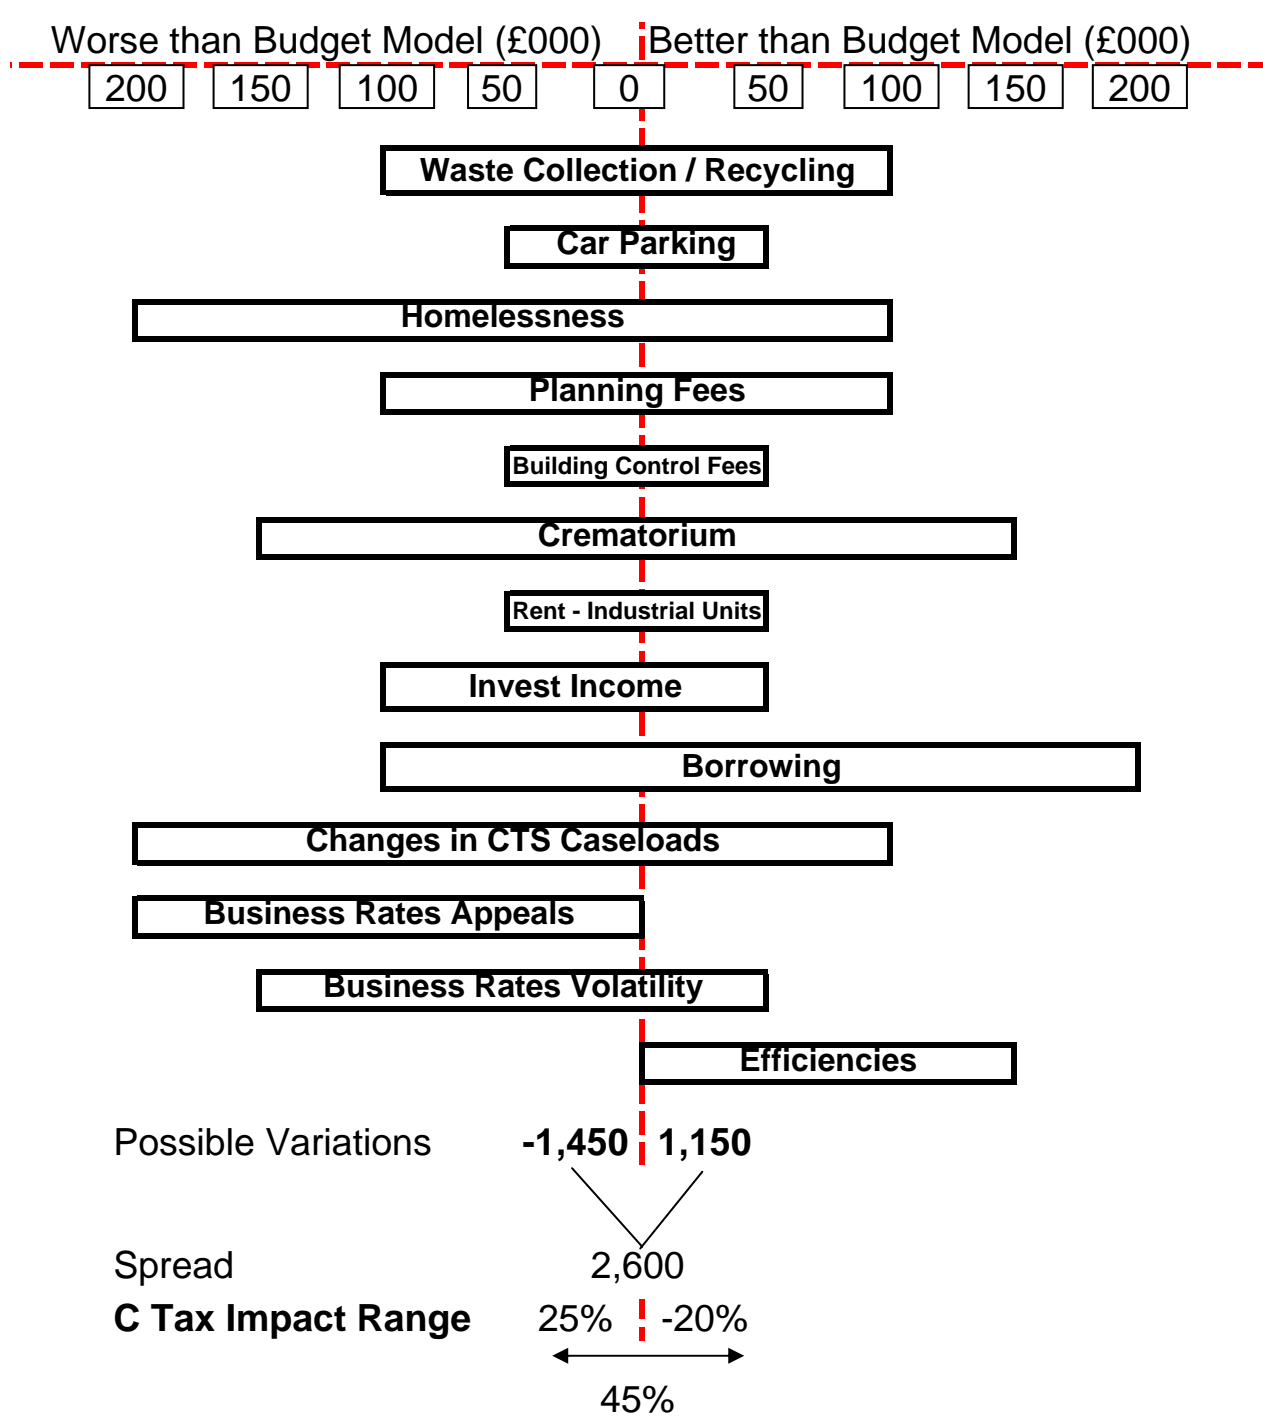 Worse than Budget Model (£000) Better than Budget Model (£000)
200 150 100 50 0 50 100 150 200
Waste Collection / Recycling
Car Parking
Homelessness
Planning Fees
Building Control Fees
Crematorium
Rent - Industrial Units
Invest Income
Borrowing
Changes in CTS Caseloads
Business Rates Appeals
Business Rates Volatility
Efficiencies
Possible Variations -1,450 1,150
Spread 2,600
C Tax Impact Range 25% -20%
45%